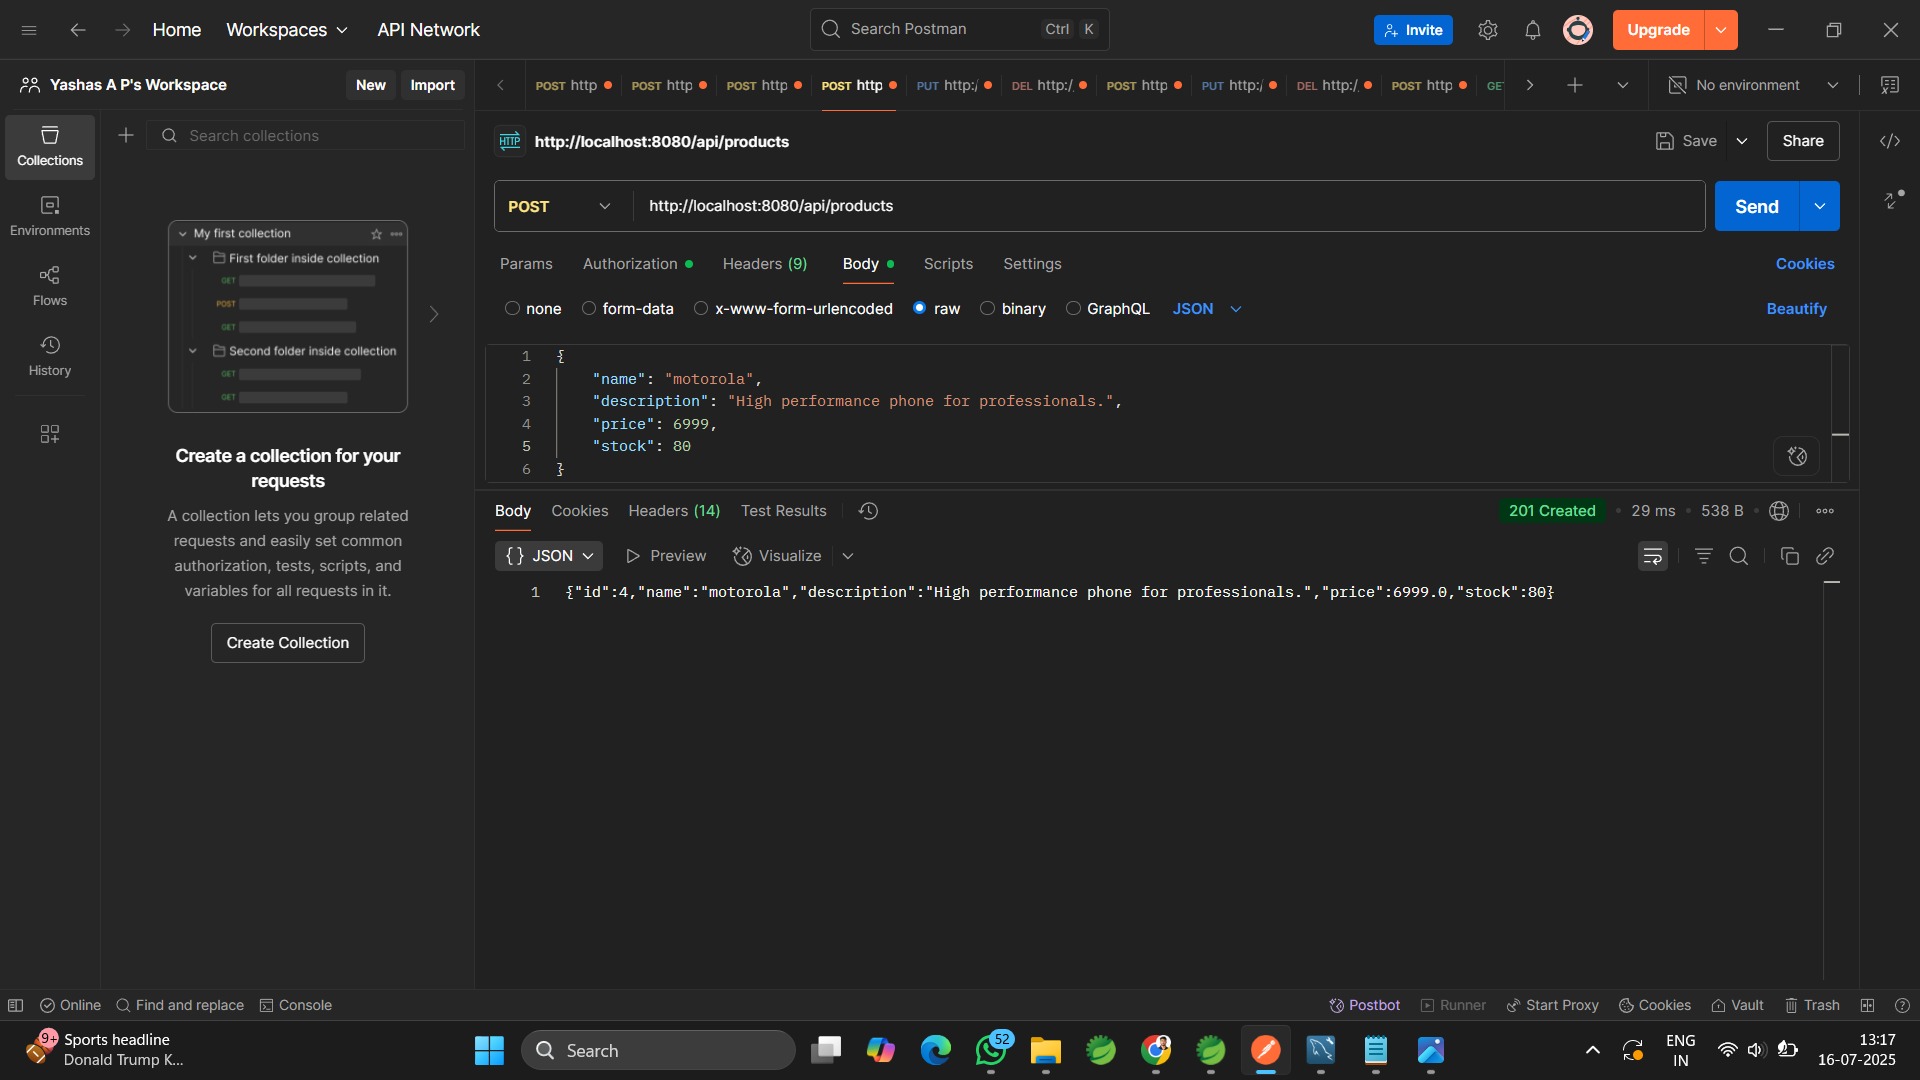 Home
Workspaces
API Network
Search Postman
Ctrl
K
Invite
Upgrade
Yashas A P's Workspace
New
Import
POST http
POST http
POST http
POST http
PUT http:/
DEL http:/
POST http
PUT http:/
DEL http:/
POST http
GE
No environment
Collections
Environments
Flows
History
Search collections
My first collection
First folder inside collection
GET
POST
GET
Second folder inside collection
GET
GET
Create a collection for your
requests
A collection lets you group related
requests and easily set common
authorization, tests, scripts, and
variables for all requests in it.
Create Collection
HTTP
http://localhost:8080/api/products
Save
Share
POST
http://localhost:8080/api/products
Send
Params
Authorization
Headers (9)
Body
Scripts
Settings
Cookies
none
form-data
x-www-form-urlencoded
raw
binary
GraphQL
JSON
Beautify
1 {
2 "name": "motorola",
3 "description": "High performance phone for professionals.",
4 "price": 6999,
5 "stock": 80
6 }
Body
Cookies
Headers (14)
Test Results
201 Created
29 ms
538 B
{} JSON
Preview
Visualize
1 {"id":4,"name":"motorola","description":"High performance phone for professionals.","price":6999.0,"stock":80}
Online
Find and replace
Console
Postbot
Runner
Start Proxy
Cookies
Vault
Trash
9+
Sports headline
Donald Trump K...
Search
52
ENG
IN
13:17
16-07-2025